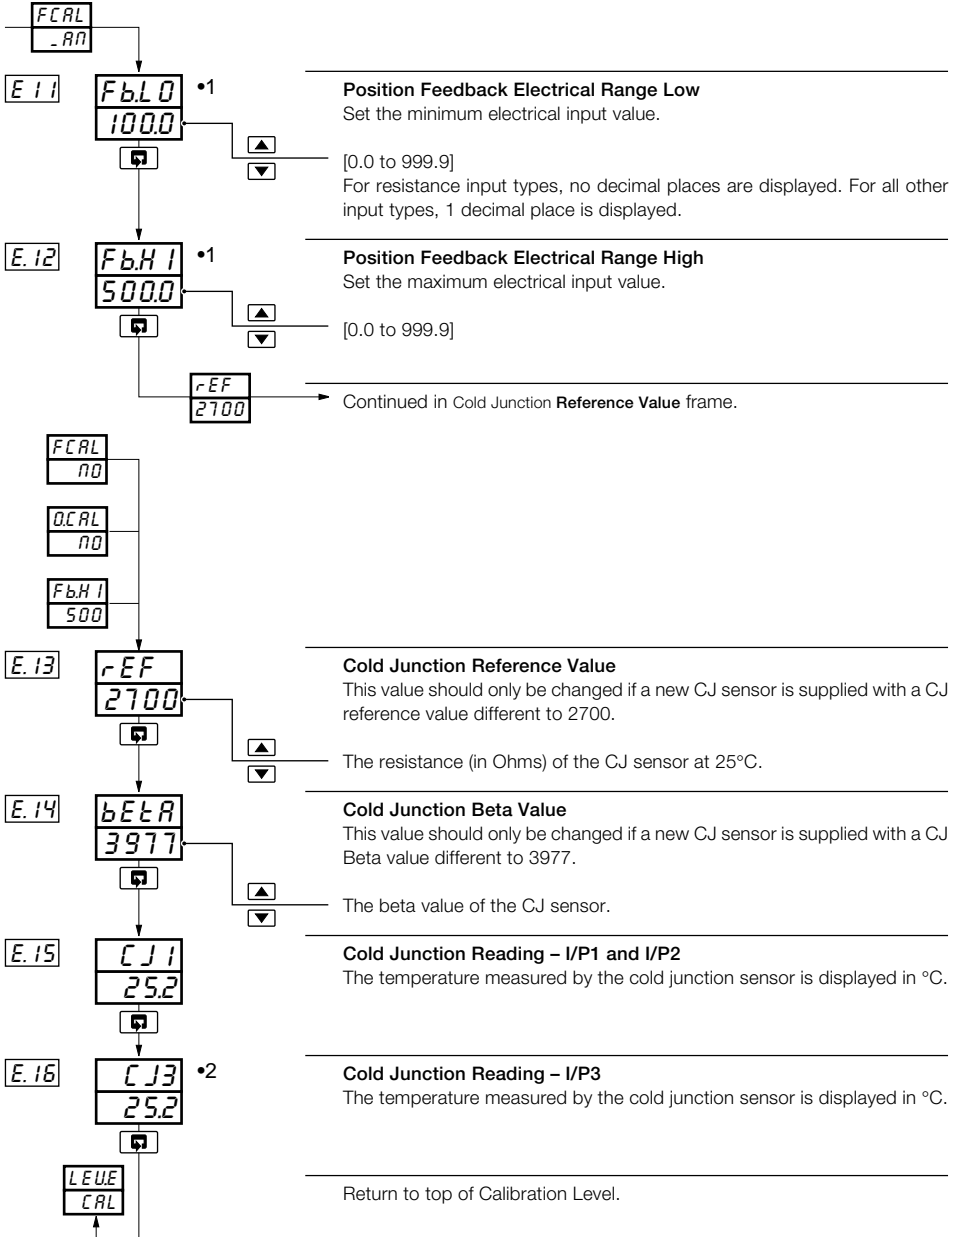 FCAL
_AN
E 11
Fb.LO
100.0
•1
Position Feedback Electrical Range Low
Set the minimum electrical input value.
[0.0 to 999.9]
For resistance input types, no decimal places are displayed. For all other
input types, 1 decimal place is displayed.
E.12
Fb.HI
500.0
•1
Position Feedback Electrical Range High
Set the maximum electrical input value.
[0.0 to 999.9]
rEF
2700
Continued in Cold Junction Reference Value frame.
FCAL
NO
O.CAL
NO
Fb.HI
500
E.13
rEF
2700
Cold Junction Reference Value
This value should only be changed if a new CJ sensor is supplied with a CJ
reference value different to 2700.
The resistance (in Ohms) of the CJ sensor at 25°C.
E.14
bEtA
3977
Cold Junction Beta Value
This value should only be changed if a new CJ sensor is supplied with a CJ
Beta value different to 3977.
The beta value of the CJ sensor.
E.15
CJ1
25.2
Cold Junction Reading – I/P1 and I/P2
The temperature measured by the cold junction sensor is displayed in °C.
E.16
CJ3
25.2
•2
Cold Junction Reading – I/P3
The temperature measured by the cold junction sensor is displayed in °C.
LEV.E
CAL
Return to top of Calibration Level.